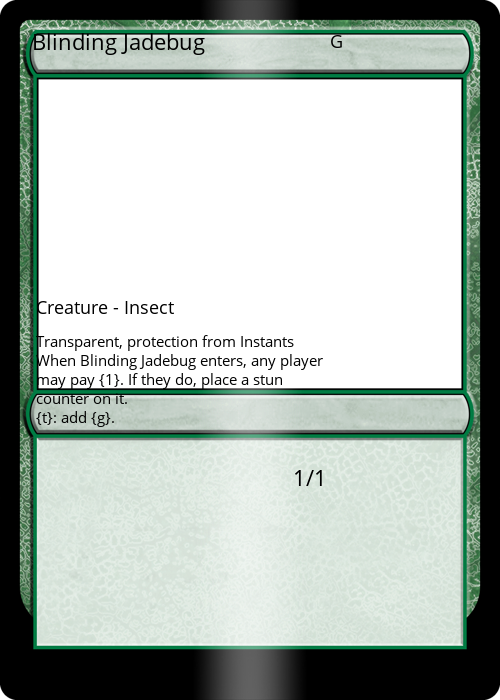 Blinding Jadebug G
Creature - Insect
Transparent, protection from Instants
When Blinding Jadebug enters, any player
may pay {1}. If they do, place a stun
counter on it.
{t}: add {g}.
1/1